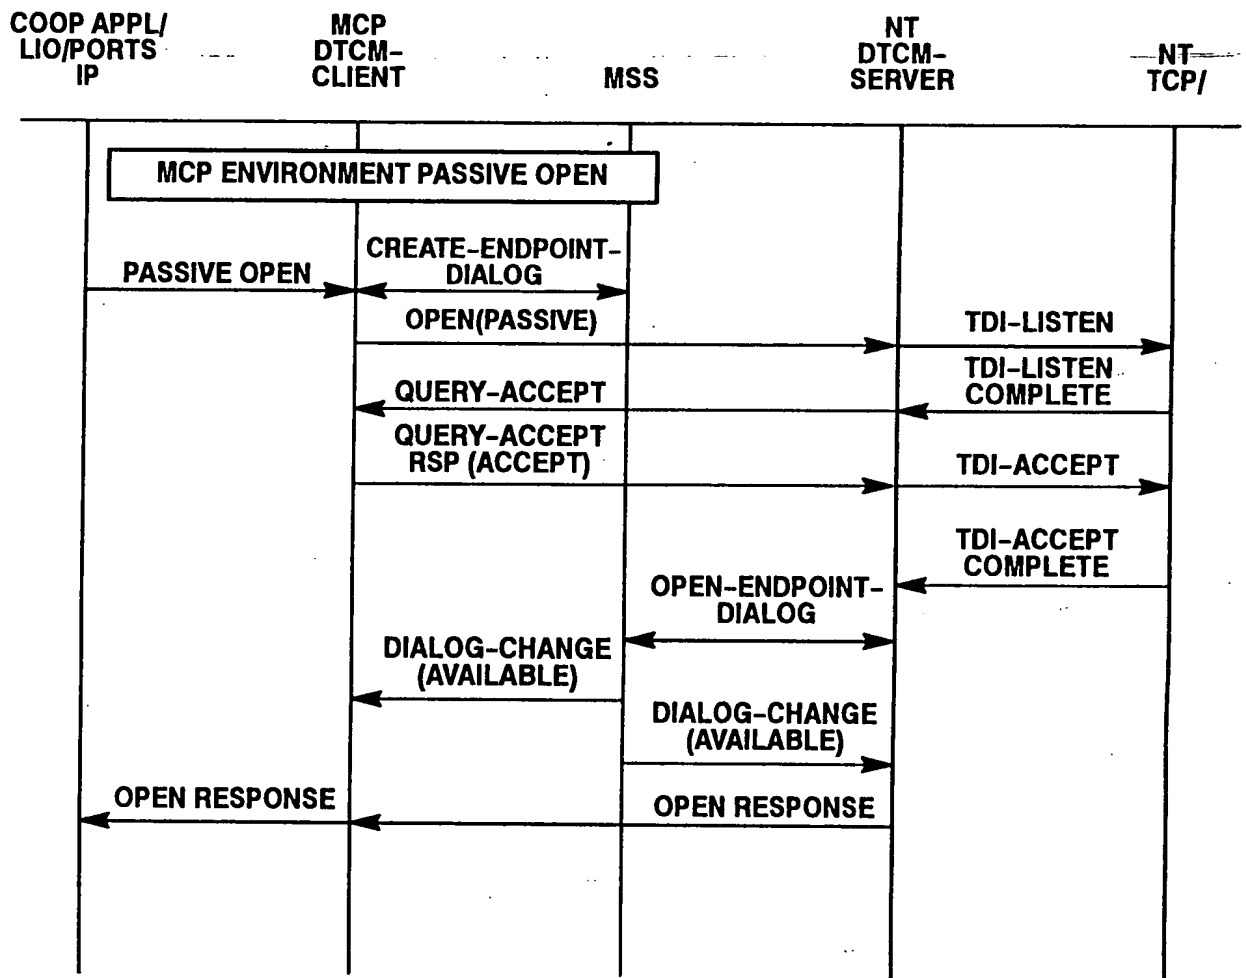 COOP APPL/
LIO/PORTS
IP
MCP
DTCM-
CLIENT
MSS
NT
DTCM-
SERVER
NT
TCP/
MCP ENVIRONMENT PASSIVE OPEN
PASSIVE OPEN
CREATE-ENDPOINT-
DIALOG
OPEN(PASSIVE)
TDI-LISTEN
TDI-LISTEN
COMPLETE
QUERY-ACCEPT
QUERY-ACCEPT
RSP (ACCEPT)
TDI-ACCEPT
TDI-ACCEPT
COMPLETE
OPEN-ENDPOINT-
DIALOG
DIALOG-CHANGE
(AVAILABLE)
DIALOG-CHANGE
(AVAILABLE)
OPEN RESPONSE
OPEN RESPONSE